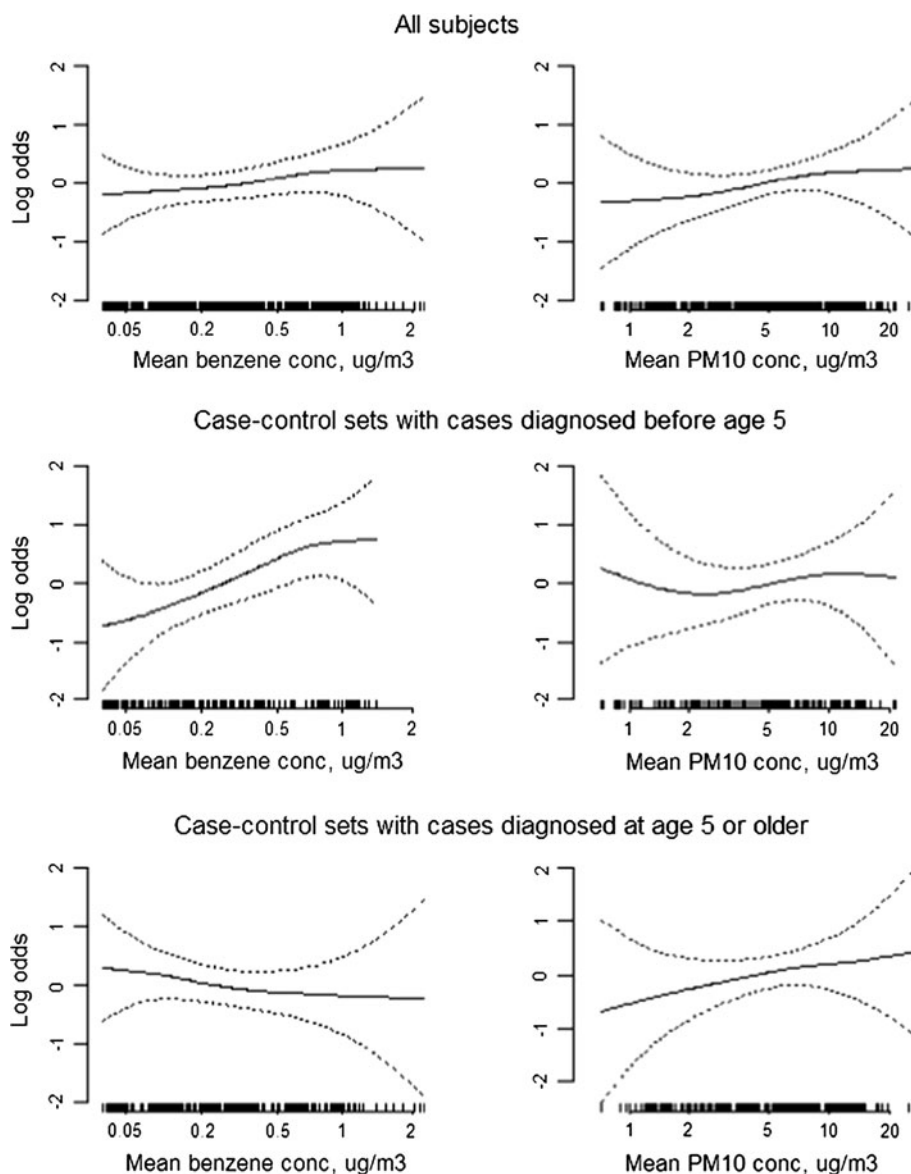 All subjects
Log odds
2
1
0
-1
-2
0.05 0.2 0.5 1 2
Mean benzene conc, ug/m3
2
1
0
-1
-2
1 2 5 10 20
Mean PM10 conc, ug/m3
Case-control sets with cases diagnosed before age 5
Log odds
2
1
0
-1
-2
0.05 0.2 0.5 1 2
Mean benzene conc, ug/m3
2
1
0
-1
-2
1 2 5 10 20
Mean PM10 conc, ug/m3
Case-control sets with cases diagnosed at age 5 or older
Log odds
2
1
0
-1
-2
0.05 0.2 0.5 1 2
Mean benzene conc, ug/m3
2
1
0
-1
-2
1 2 5 10 20
Mean PM10 conc, ug/m3